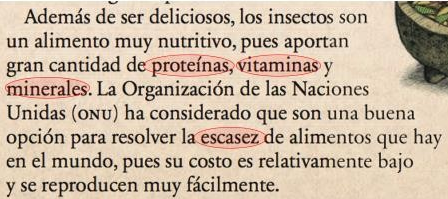 Además de ser deliciosos, los insectos son
un alimento muy nutritivo, pues aportan
gran cantidad de proteínas, vitaminas y
minerales. La Organización de las Naciones
Unidas (ONU) ha considerado que son una buena
opción para resolver la escasez de alimentos que hay
en el mundo, pues su costo es relativamente bajo
y se reproducen muy fácilmente.